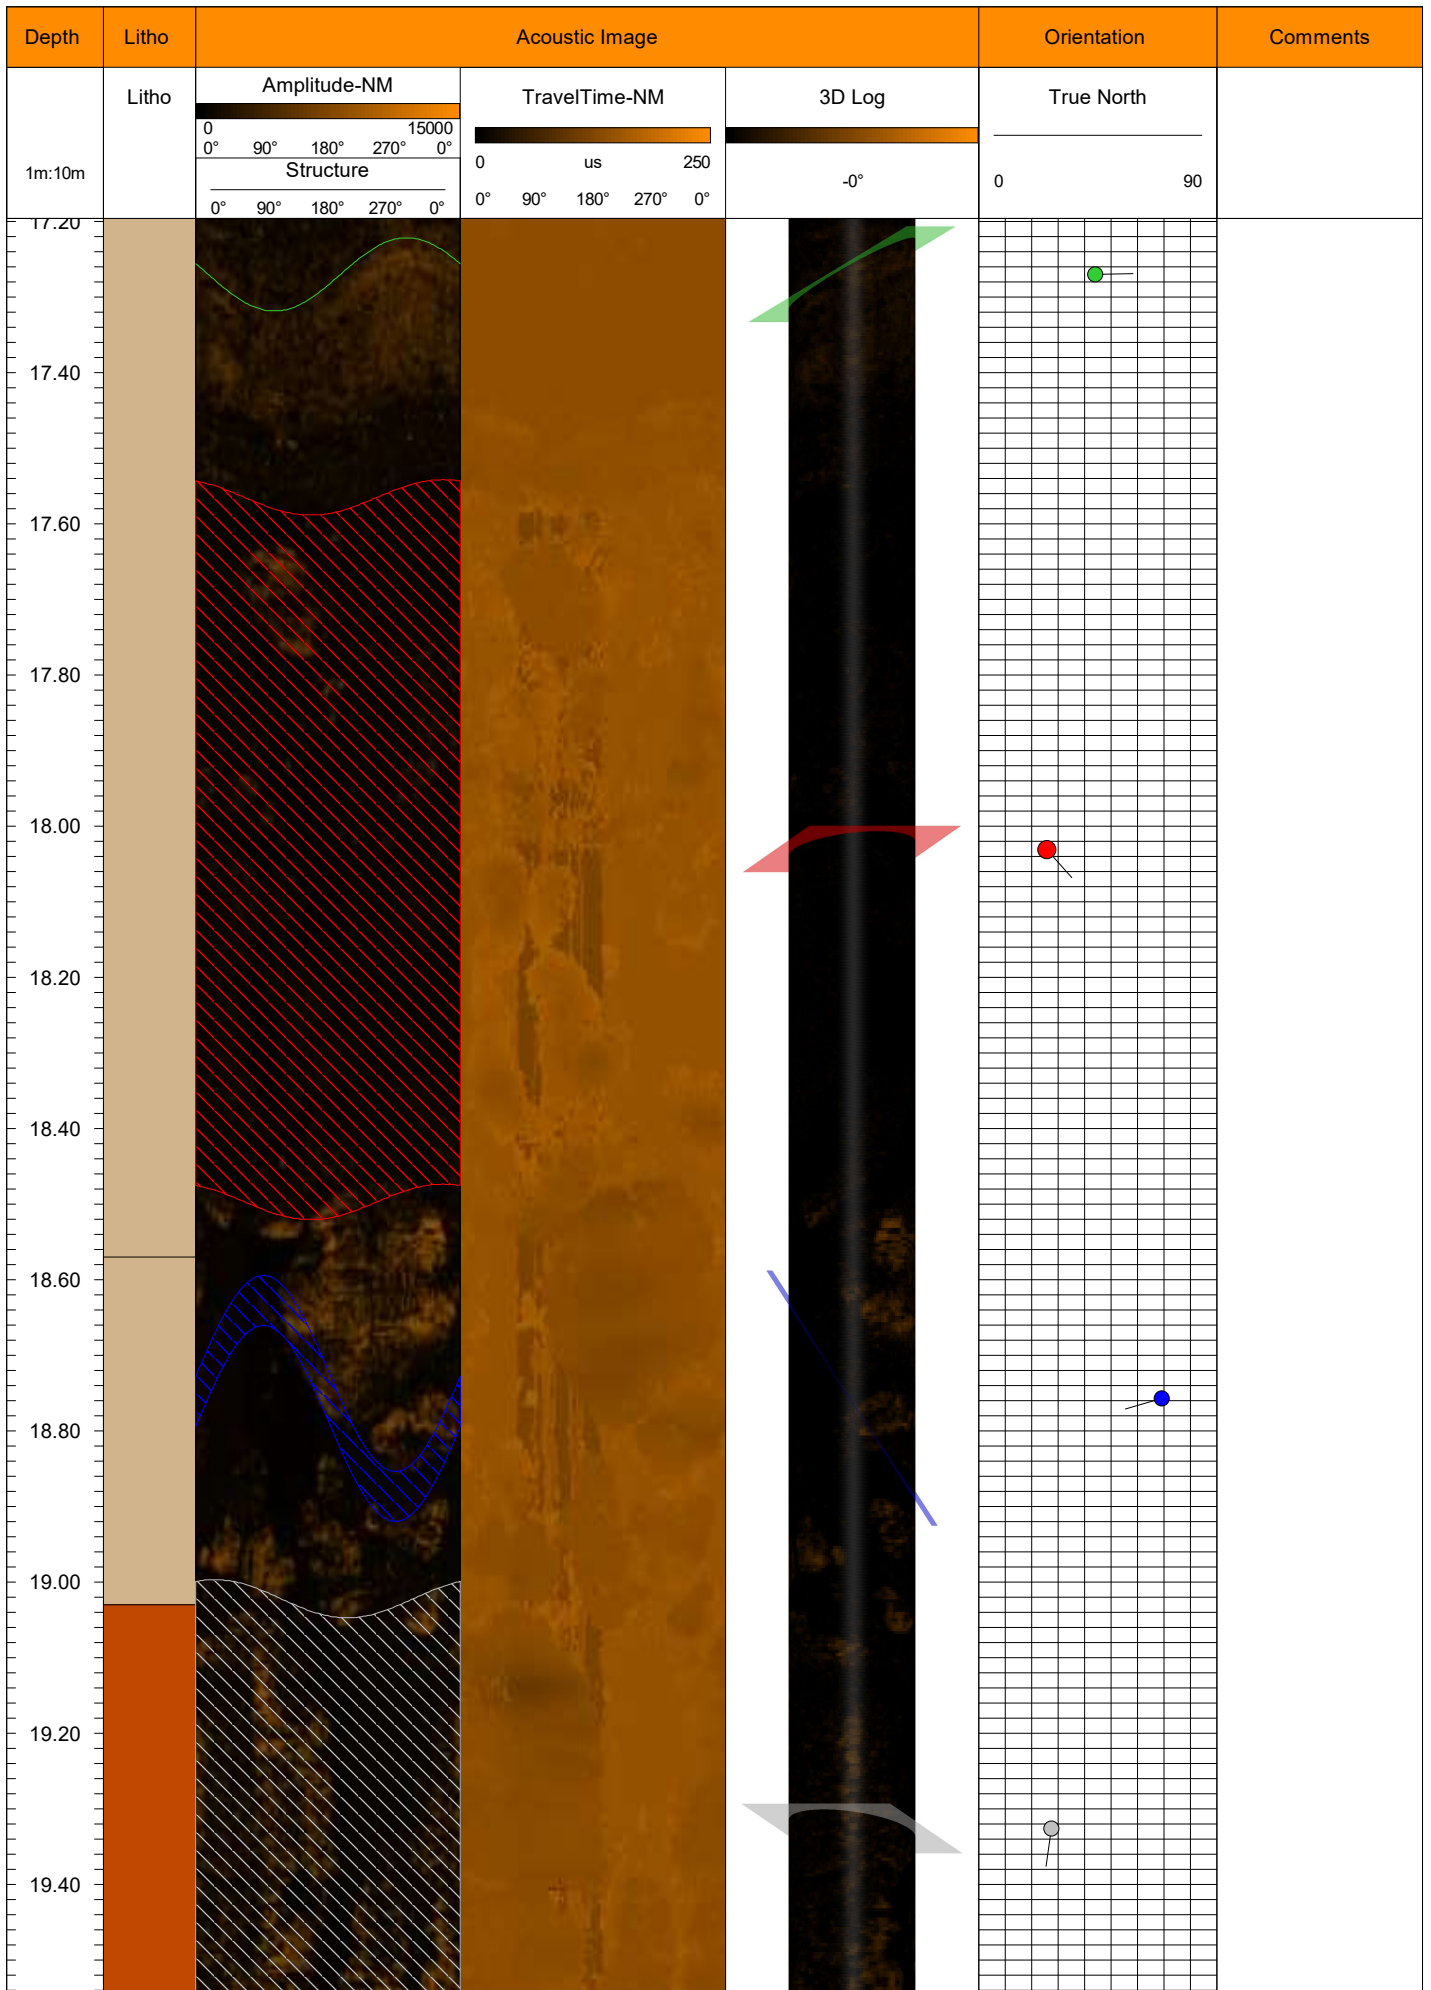 Depth Litho Acoustic Image Orientation Comments
1m:10m
Litho
Amplitude-NM
0 15000
0° 90° 180° 270° 0°
Structure
0° 90° 180° 270° 0°
TravelTime-NM
0 us 250
0° 90° 180° 270° 0°
3D Log
-0°
True North
0 90
17.20
17.40
17.60
17.80
18.00
18.20
18.40
18.60
18.80
19.00
19.20
19.40